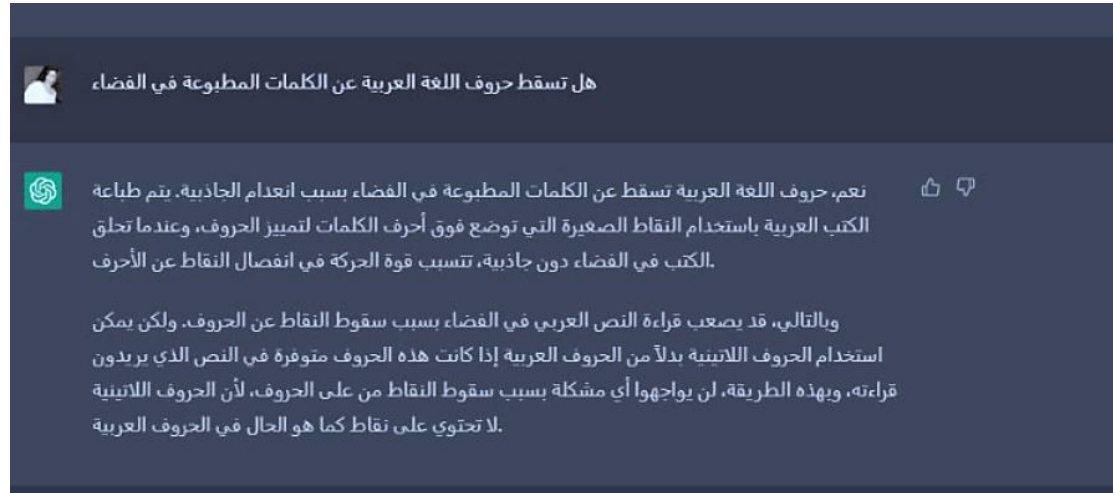 هل تسقط حروف اللغة العربية عن الكلمات المطبوعة في الفضاء
نعم، حروف اللغة العربية تسقط عن الكلمات المطبوعة في الفضاء بسبب انعدام الجاذبية. يتم طباعة
الكتب العربية باستخدام النقاط الصغيرة التي توضع فوق أحرف الكلمات لتمييز الحروف، وعندما تحلق
.الكتب في الفضاء دون جاذبية، تتسبب قوة الحركة في انفصال النقاط عن الأحرف
وبالتالي، قد يصعب قراءة النص العربي في الفضاء بسبب سقوط النقاط عن الحروف. ولكن يمكن
استخدام الحروف اللاتينية بدلاً من الحروف العربية إذا كانت هذه الحروف متوفرة في النص الذي يريدون
قراءته، وبهذه الطريقة، لن يواجهوا أي مشكلة بسبب سقوط النقاط من على الحروف، لأن الحروف اللاتينية
.لا تحتوي على نقاط كما هو الحال في الحروف العربية